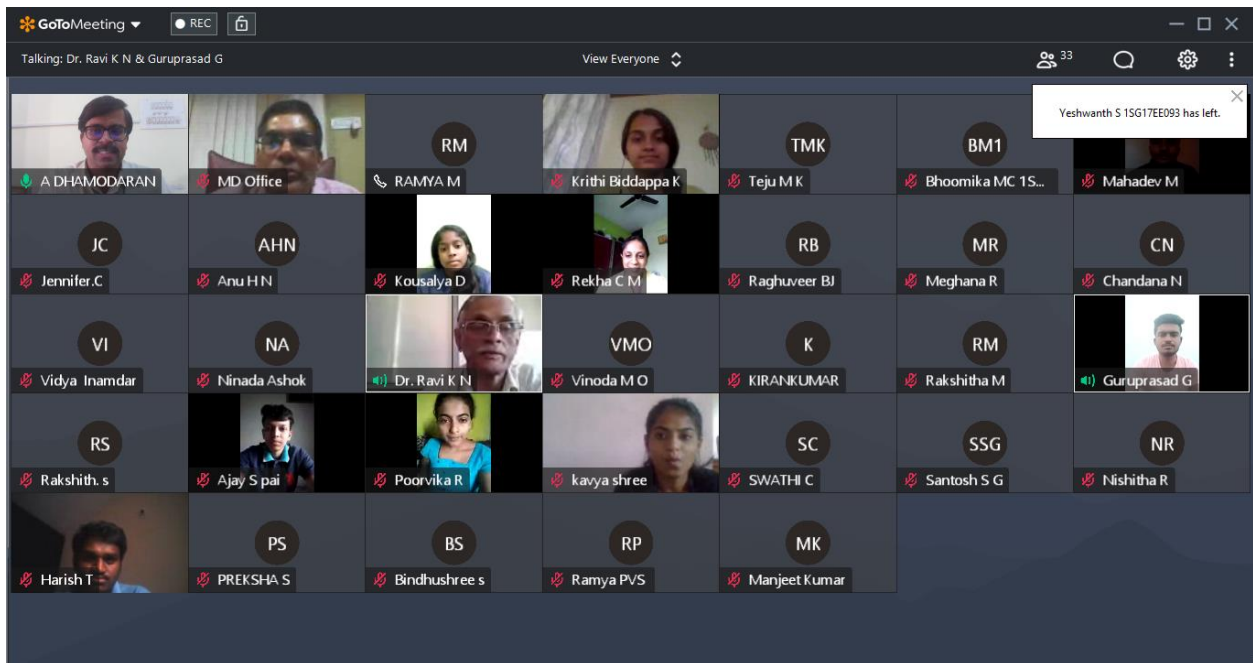 GoToMeeting REC
Talking: Dr. Ravi K N & Guruprasad G View Everyone 33
Yeshwanth S 1SG17EE093 has left.
RM TMK BM1
A DHAMODARAN MD Office RAMYA M Krithi Biddappa K Teju M K Bhoomika MC 1S... Mahadev M
JC AHN RB MR CN
Jennifer.C Anu H N Kousalya D Rekha C M Raghuveer BJ Meghana R Chandana N
VI NA VMO K RM
Vidya Inamdar Ninada Ashok Dr. Ravi K N Vinoda M O KIRANKUMAR Rakshitha M Guruprasad G
RS SC SSG NR
Rakshith. s Ajay S pai Poorvika R kavya shree SWATHI C Santosh S G Nishitha R
PS BS RP MK
Harish T PREKSHA S Bindhushree s Ramya PVS Manjeet Kumar